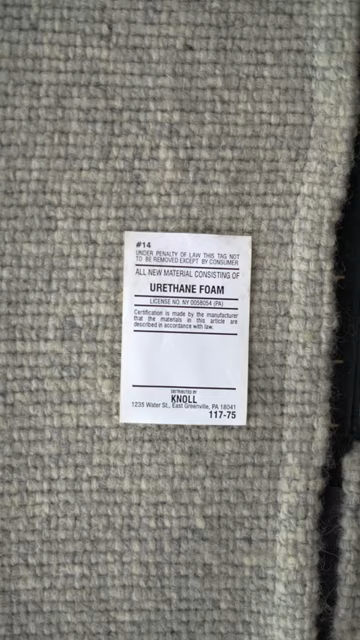 #14
UNDER PENALTY OF LAW THIS TAG NOT
TO BE REMOVED EXCEPT BY CONSUMER
ALL NEW MATERIAL CONSISTING OF
URETHANE FOAM
LICENSE NO. NY 0058054 (PA)
Certification is made by the manufacturer
that the materials in this article are
described in accordance with law.
DISTRIBUTED BY
KNOLL
1235 Water St., East Greenville, PA 18041
117-75